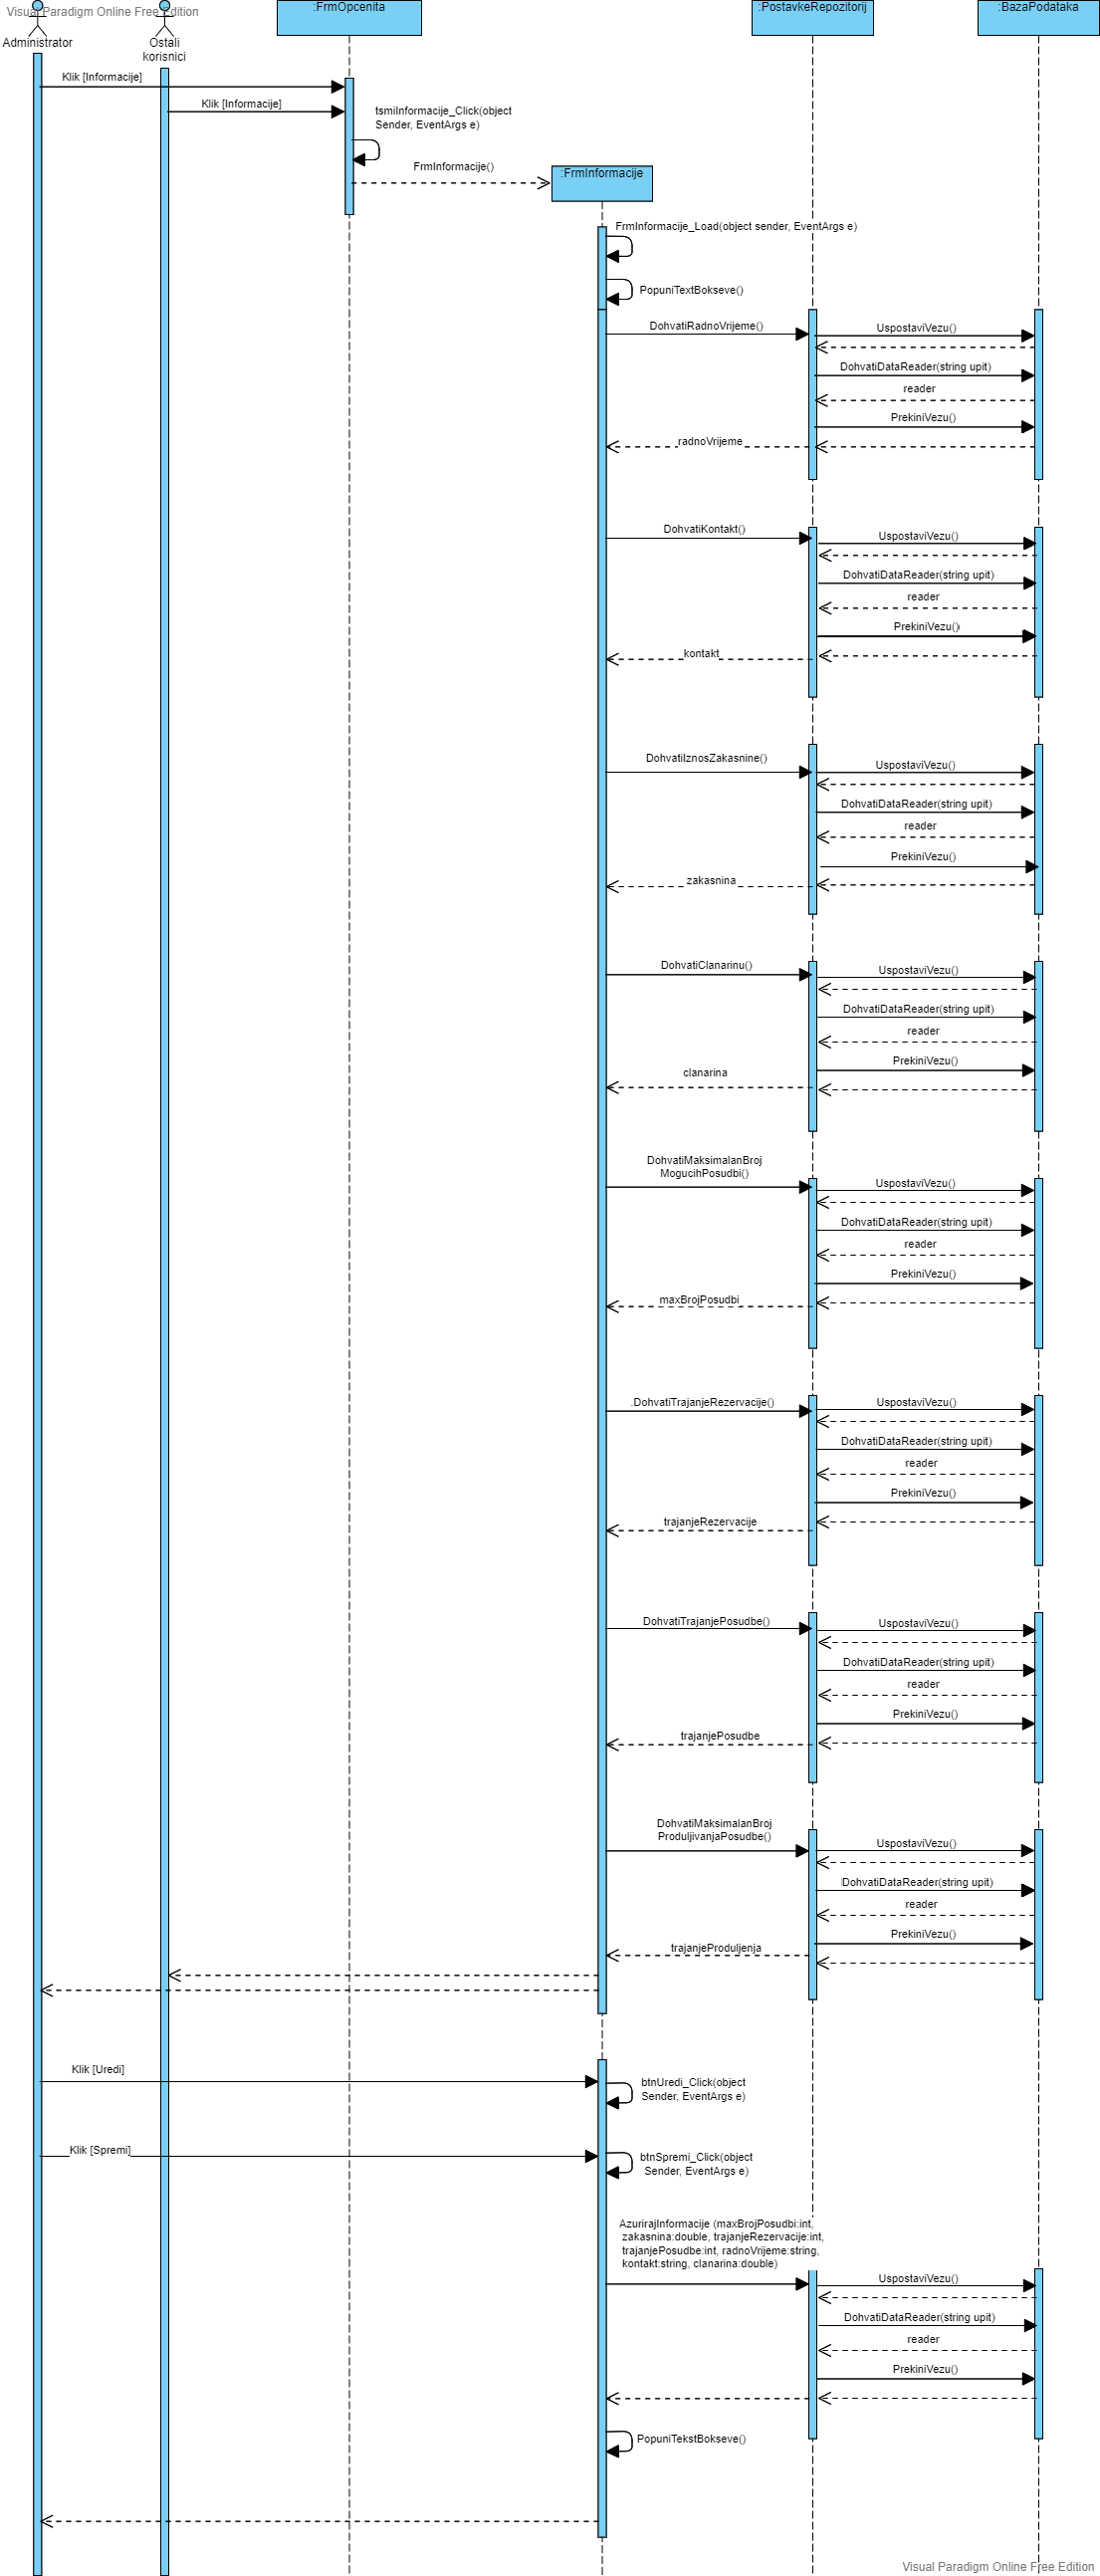 Visual Paradigm Online Free Edition
:FrmOpcenita
:PostavkeRepozitorij
:BazaPodataka
Administrator
Ostali
korisnici
Klik [Informacije]
Klik [Informacije]
tsmiInformacije_Click(object
Sender, EventArgs e)
FrmInformacije()
:FrmInformacije
FrmInformacije_Load(object sender, EventArgs e)
PopuniTextBokseve()
DohvatiRadnoVrijeme()
UspostaviVezu()
DohvatiDataReader(string upit)
reader
PrekiniVezu()
radnoVrijeme
DohvatiKontakt()
UspostaviVezu()
DohvatiDataReader(string upit)
reader
PrekiniVezu()
kontakt
DohvatiIznosZakasnine()
UspostaviVezu()
DohvatiDataReader(string upit)
reader
PrekiniVezu()
zakasnina
DohvatiClanarinu()
UspostaviVezu()
DohvatiDataReader(string upit)
reader
PrekiniVezu()
clanarina
DohvatiMaksimalanBroj
MogucihPosudbi()
UspostaviVezu()
DohvatiDataReader(string upit)
reader
PrekiniVezu()
maxBrojPosudbi
.DohvatiTrajanjeRezervacije()
UspostaviVezu()
DohvatiDataReader(string upit)
reader
PrekiniVezu()
trajanjeRezervacije
DohvatiTrajanjePosudbe()
UspostaviVezu()
DohvatiDataReader(string upit)
reader
PrekiniVezu()
trajanjePosudbe
DohvatiMaksimalanBroj
ProduljivanjaPosudbe()
UspostaviVezu()
DohvatiDataReader(string upit)
reader
PrekiniVezu()
trajanjeProduljenja
Klik [Uredi]
btnUredi_Click(object
Sender, EventArgs e)
Klik [Spremi]
btnSpremi_Click(object
Sender, EventArgs e)
AzurirajInformacije (maxBrojPosudbi:int,
zakasnina:double, trajanjeRezervacije:int,
trajanjePosudbe:int, radnoVrijeme:string,
kontakt:string, clanarina:double)
UspostaviVezu()
DohvatiDataReader(string upit)
reader
PrekiniVezu()
PopuniTekstBokseve()
Visual Paradigm Online Free Edition